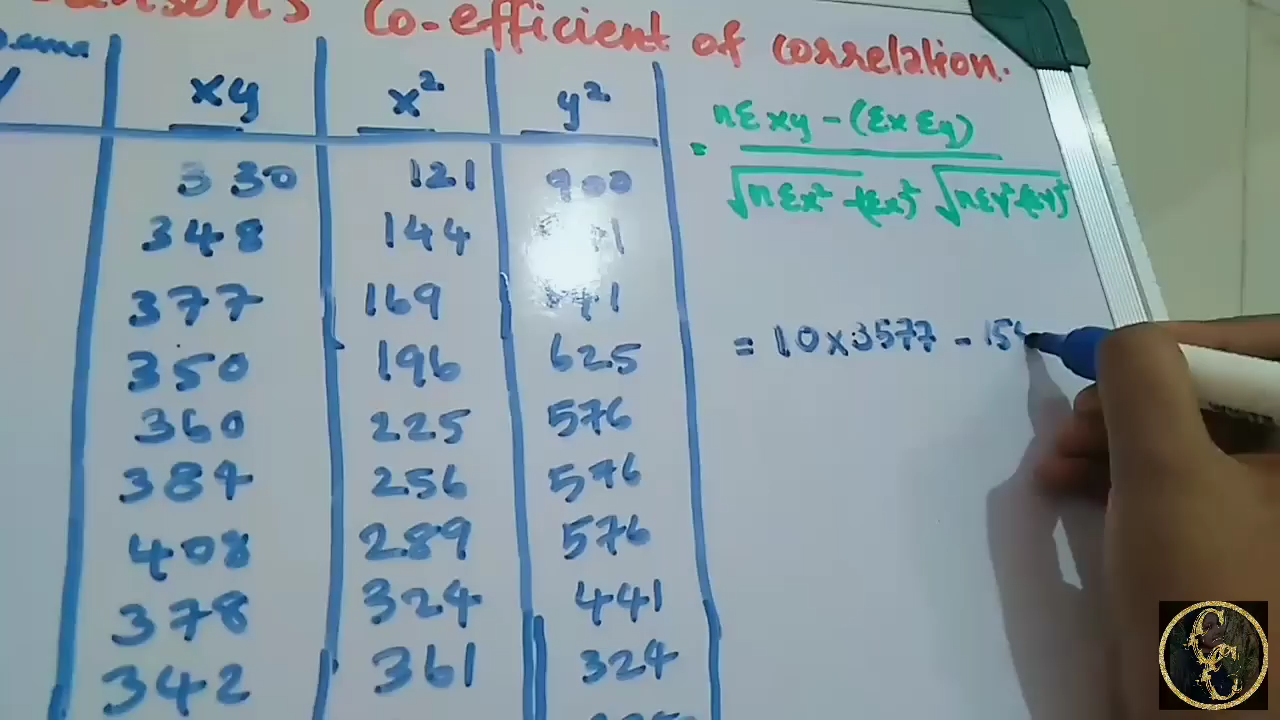 Co-efficient of correlation.
xy x² y²
= nΣxy - (Σx Σy)
√nΣx² - (Σx)² √nΣy² - (Σy)²
330 121 900
348 144
377 169
= 10×3577 - 15
350 196 625
360 225 576
384 256 576
408 289 576
378 324 441
342 361 324